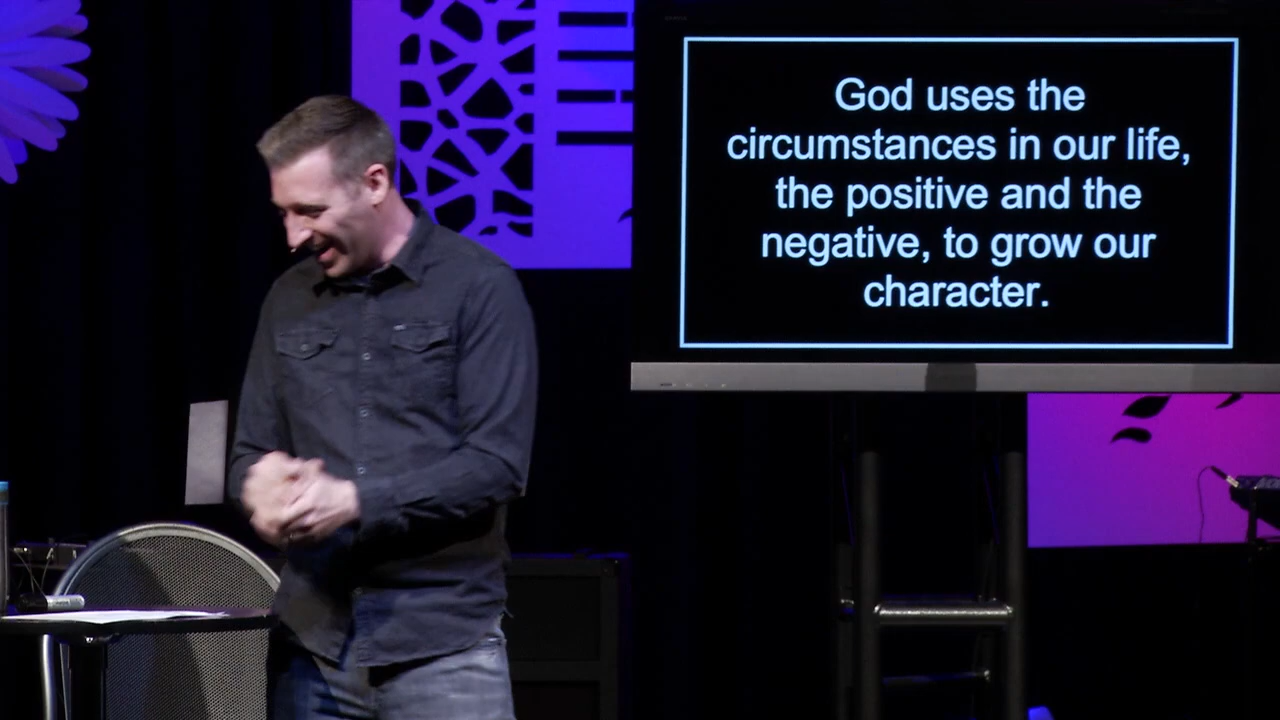 God uses the
circumstances in our life,
the positive and the
negative, to grow our
character.